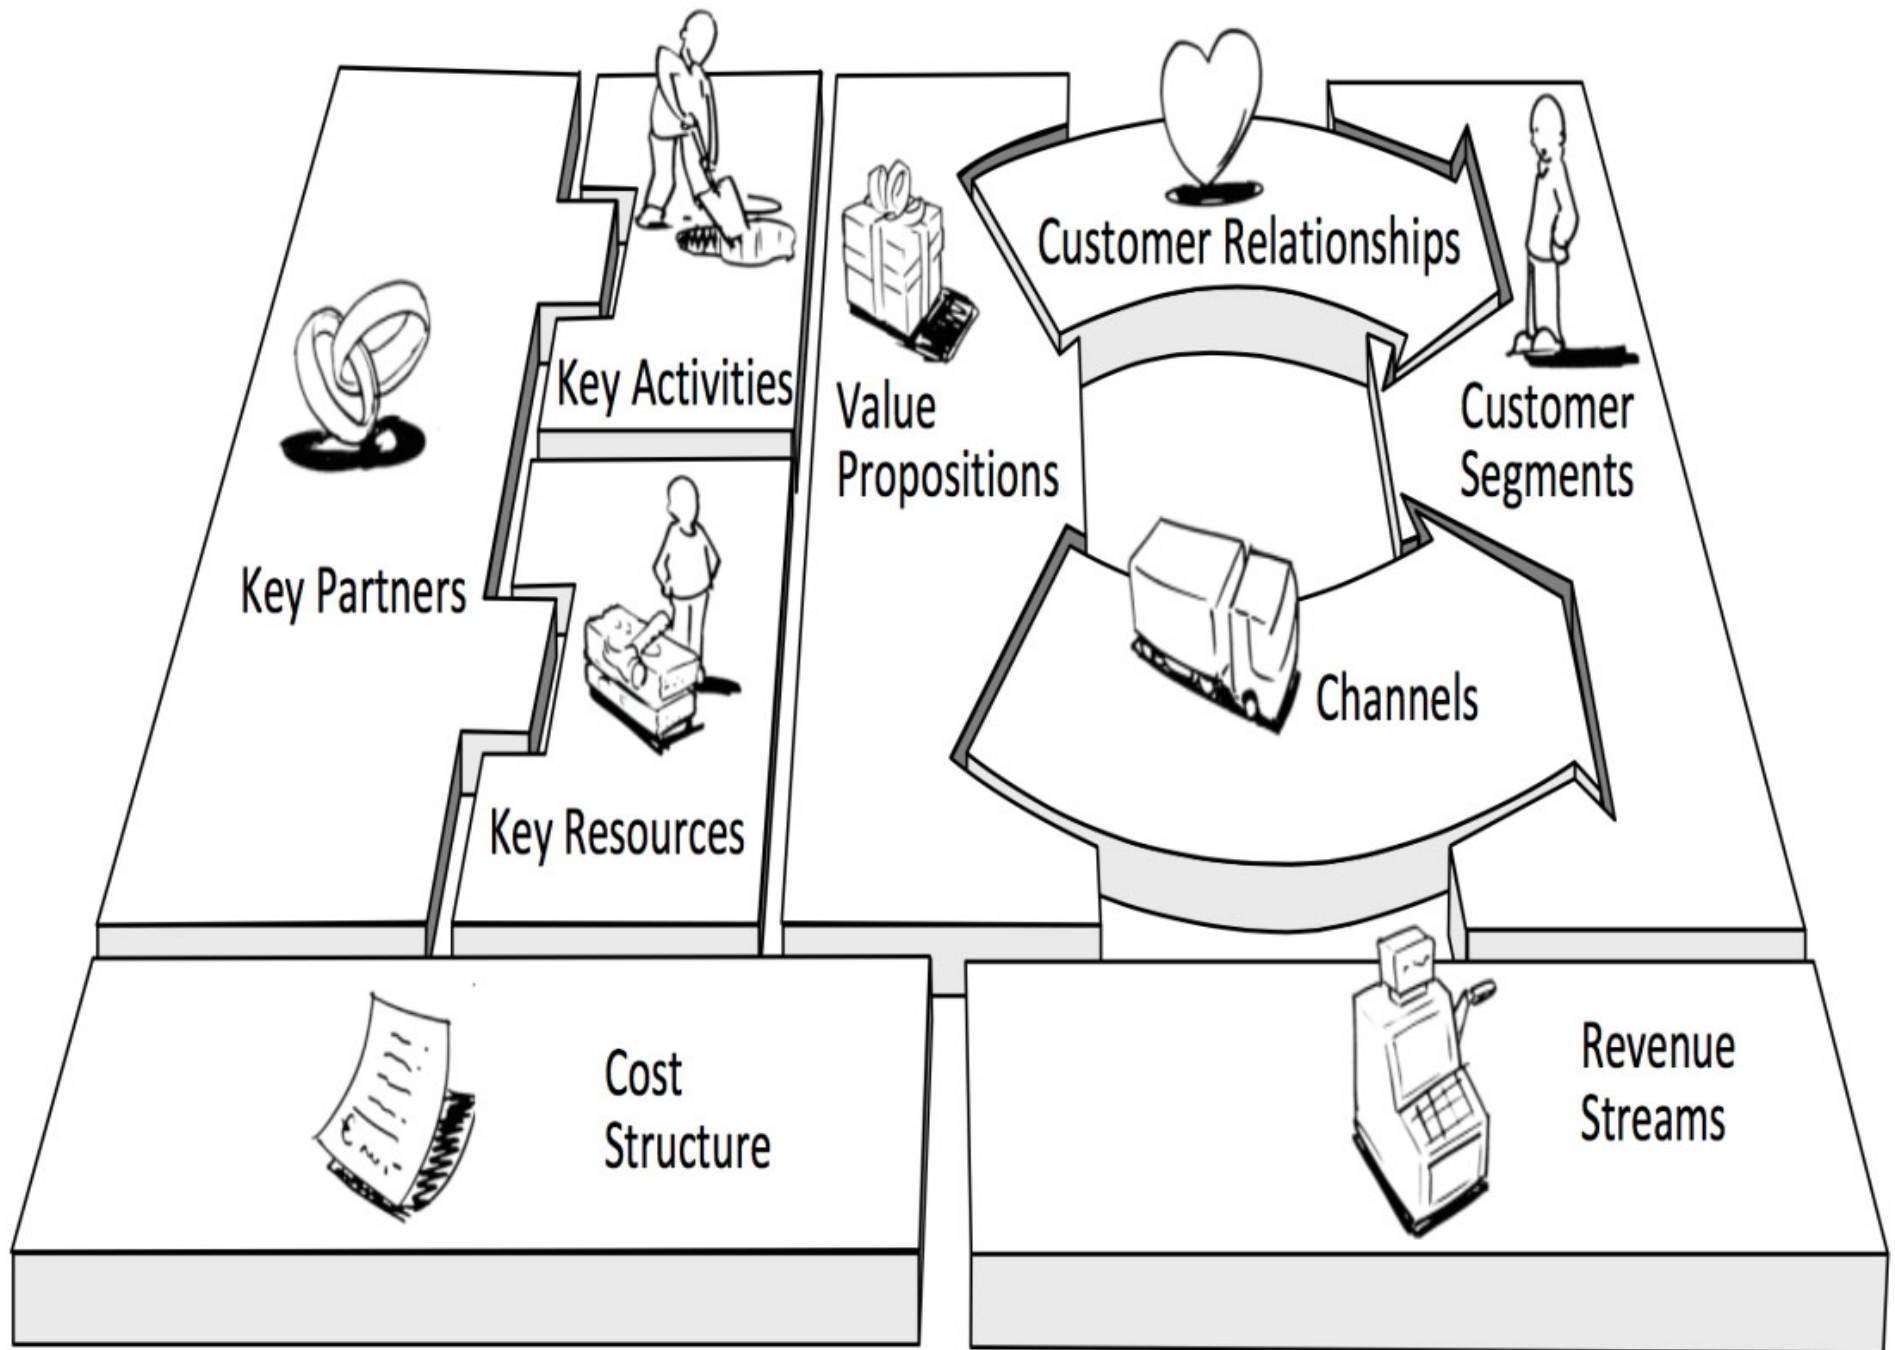 Customer Relationships
Key Activities
Value
Propositions
Customer
Segments
Key Partners
Channels
Key Resources
Cost
Structure
Revenue
Streams